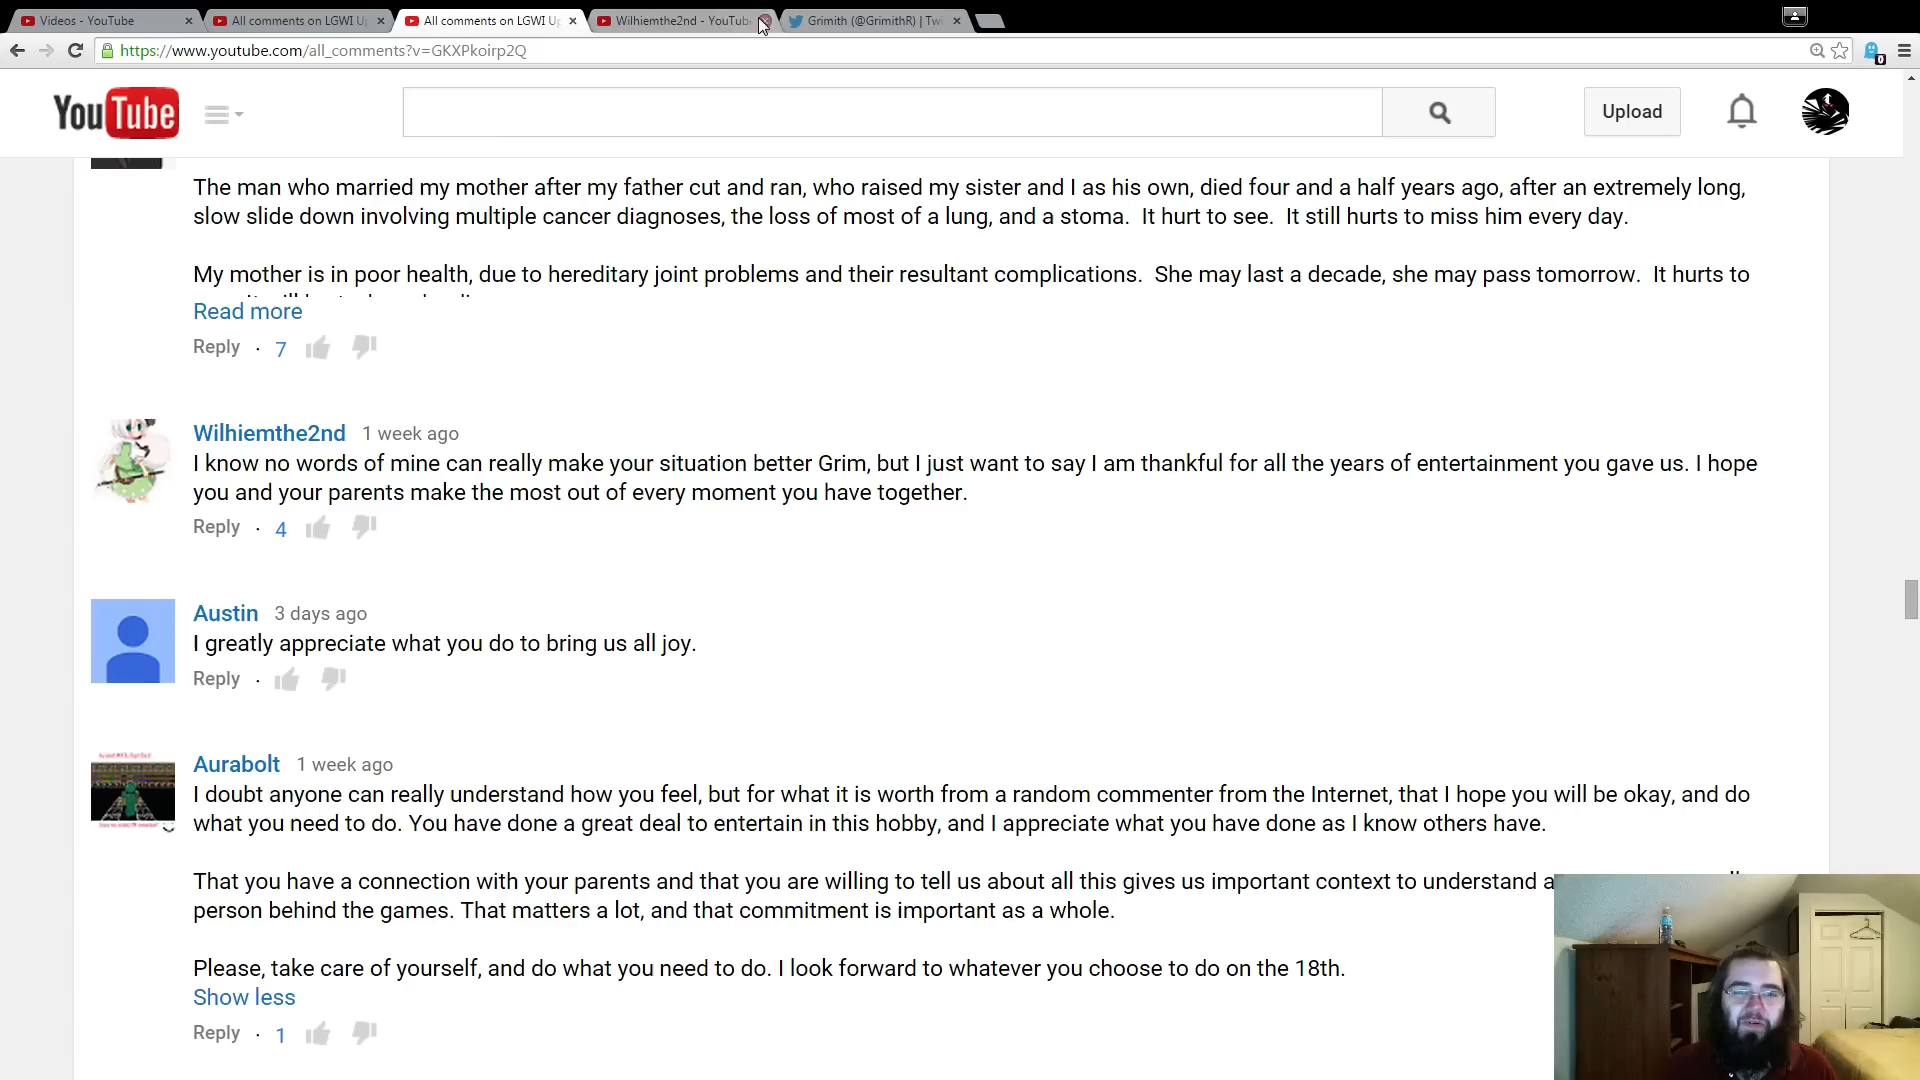 Videos - YouTube
All comments on LGWI Up
All comments on LGWI Up
Wilhiemthe2nd - YouTub
Grimith (@GrimithR) | Twi
https://www.youtube.com/all_comments?v=GKXPkoirp2Q
0
YouTube
Upload
The man who married my mother after my father cut and ran, who raised my sister and I as his own, died four and a half years ago, after an extremely long,
slow slide down involving multiple cancer diagnoses, the loss of most of a lung, and a stoma. It hurt to see. It still hurts to miss him every day.
My mother is in poor health, due to hereditary joint problems and their resultant complications. She may last a decade, she may pass tomorrow. It hurts to
Read more
Reply · 7
Wilhiemthe2nd 1 week ago
I know no words of mine can really make your situation better Grim, but I just want to say I am thankful for all the years of entertainment you gave us. I hope
you and your parents make the most out of every moment you have together.
Reply · 4
Austin 3 days ago
I greatly appreciate what you do to bring us all joy.
Reply ·
Aurabolt 1 week ago
I doubt anyone can really understand how you feel, but for what it is worth from a random commenter from the Internet, that I hope you will be okay, and do
what you need to do. You have done a great deal to entertain in this hobby, and I appreciate what you have done as I know others have.
That you have a connection with your parents and that you are willing to tell us about all this gives us important context to understand
person behind the games. That matters a lot, and that commitment is important as a whole.
Please, take care of yourself, and do what you need to do. I look forward to whatever you choose to do on the 18th.
Show less
Reply · 1